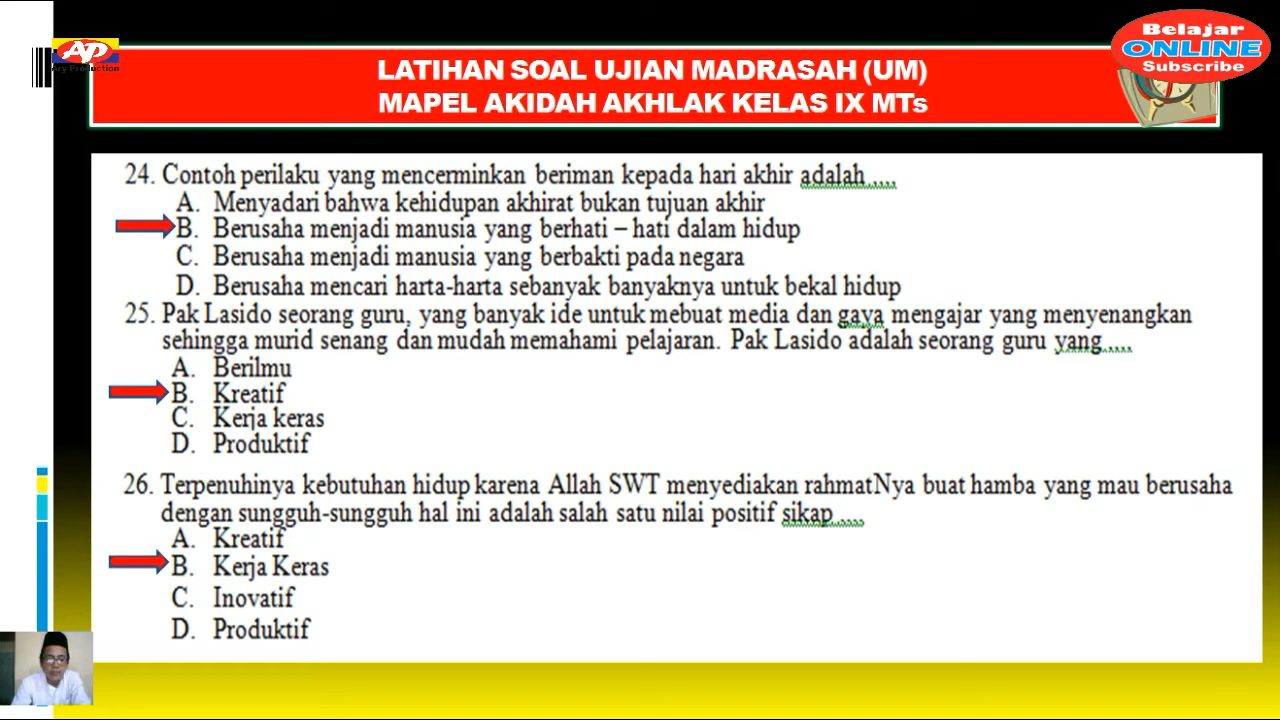 Belajar
ONLINE
Subscribe
AP
Ary Production
LATIHAN SOAL UJIAN MADRASAH (UM)
MAPEL AKIDAH AKHLAK KELAS IX MTs
24. Contoh perilaku yang mencerminkan beriman kepada hari akhir adalah ....
A. Menyadari bahwa kehidupan akhirat bukan tujuan akhir
B. Berusaha menjadi manusia yang berhati – hati dalam hidup
C. Berusaha menjadi manusia yang berbakti pada negara
D. Berusaha mencari harta-harta sebanyak banyaknya untuk bekal hidup
25. Pak Lasido seorang guru, yang banyak ide untuk mebuat media dan gaya mengajar yang menyenangkan
sehingga murid senang dan mudah memahami pelajaran. Pak Lasido adalah seorang guru yang ....
A. Berilmu
B. Kreatif
C. Kerja keras
D. Produktif
26. Terpenuhinya kebutuhan hidup karena Allah SWT menyediakan rahmatNya buat hamba yang mau berusaha
dengan sungguh-sungguh hal ini adalah salah satu nilai positif sikap ....
A. Kreatif
B. Kerja Keras
C. Inovatif
D. Produktif